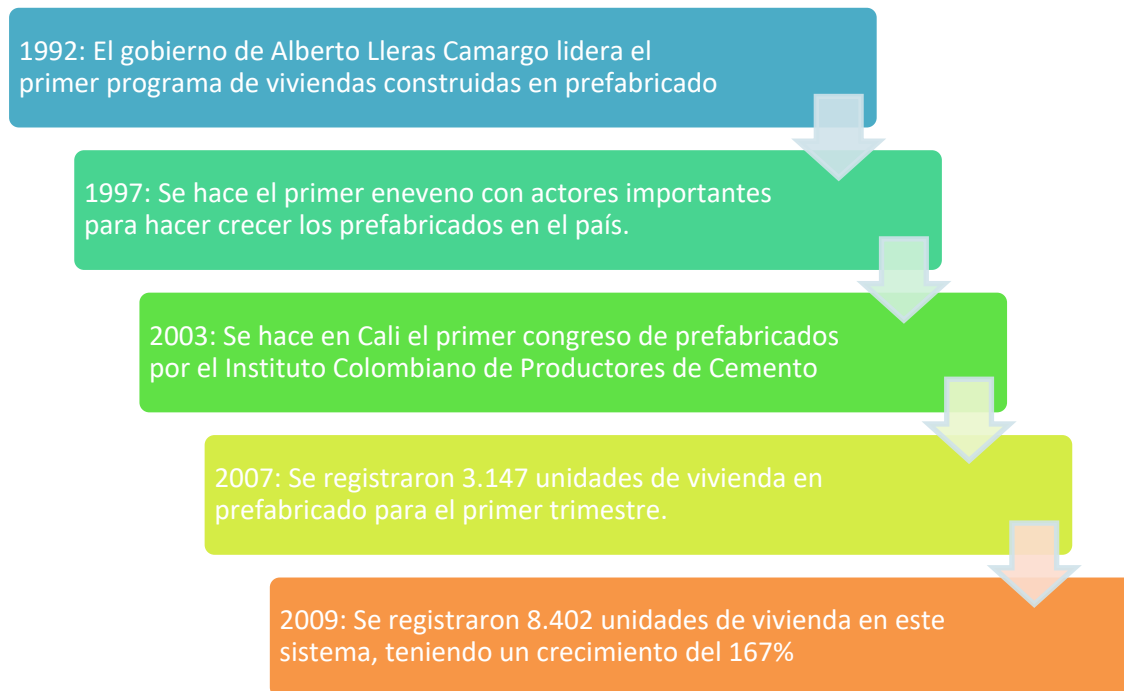 1992: El gobierno de Alberto Lleras Camargo lidera el
primer programa de viviendas construidas en prefabricado
1997: Se hace el primer eneveno con actores importantes
para hacer crecer los prefabricados en el país.
2003: Se hace en Cali el primer congreso de prefabricados
por el Instituto Colombiano de Productores de Cemento
2007: Se registraron 3.147 unidades de vivienda en
prefabricado para el primer trimestre.
2009: Se registraron 8.402 unidades de vivienda en este
sistema, teniendo un crecimiento del 167%